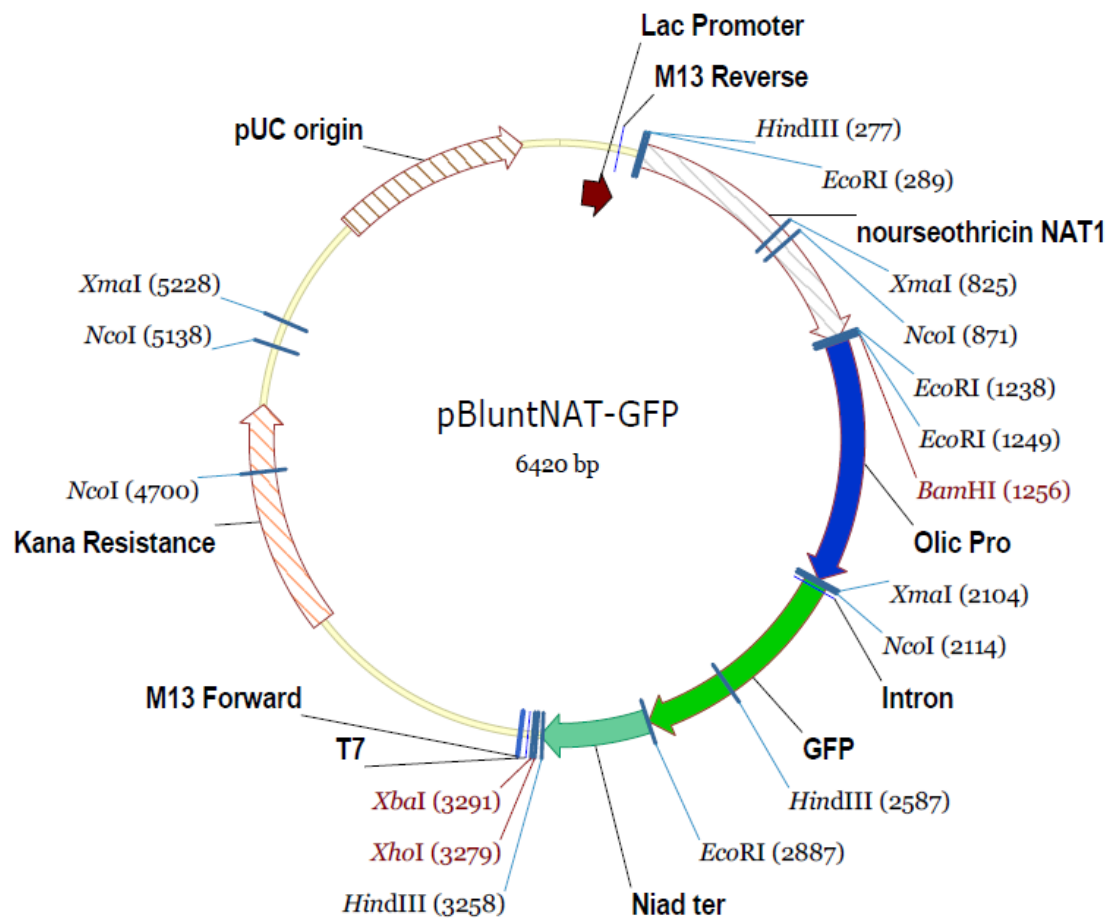 Lac Promoter
M13 Reverse
pUC origin
HindIII (277)
EcoRI (289)
nourseothricin NAT1
XmaI (825)
XmaI (5228)
NcoI (871)
NcoI (5138)
EcoRI (1238)
pBluntNAT-GFP
EcoRI (1249)
6420 bp
BamHI (1256)
NcoI (4700)
Kana Resistance
Olic Pro
XmaI (2104)
NcoI (2114)
M13 Forward
Intron
T7
GFP
XbaI (3291)
HindIII (2587)
XhoI (3279)
EcoRI (2887)
HindIII (3258)
Niad ter